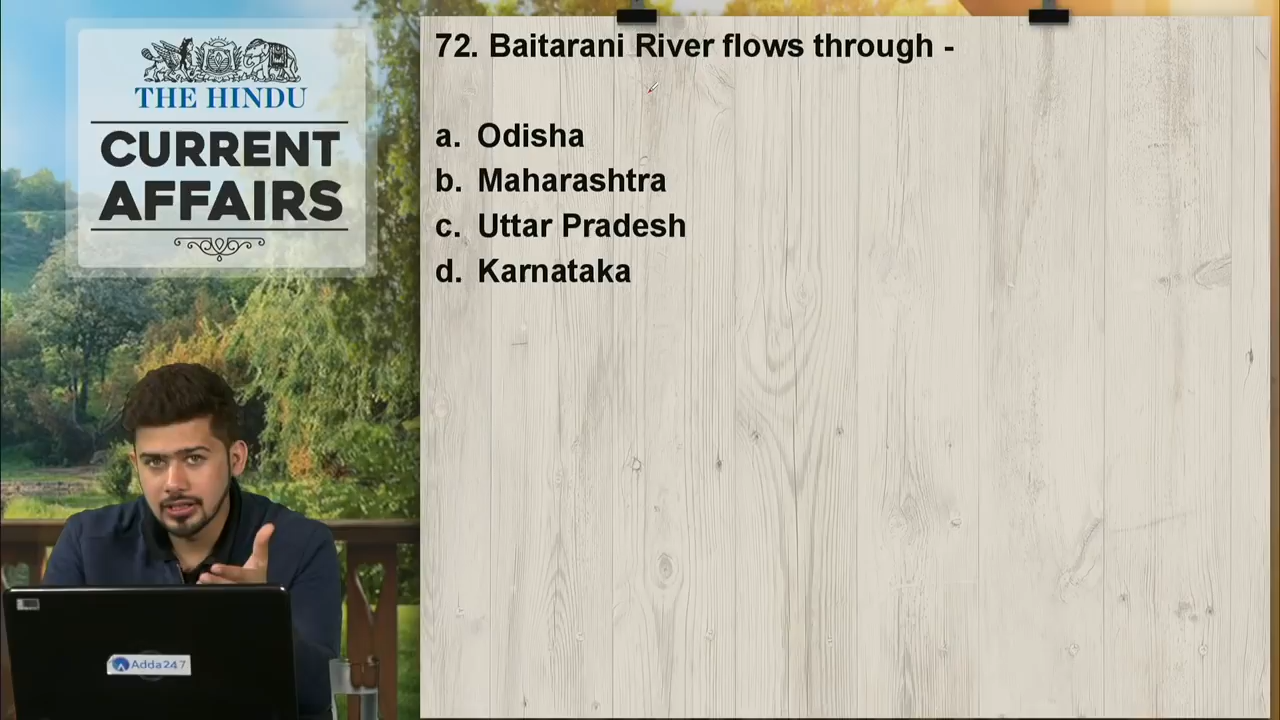 THE HINDU
CURRENT
AFFAIRS
72. Baitarani River flows through -
a. Odisha
b. Maharashtra
c. Uttar Pradesh
d. Karnataka
Adda247